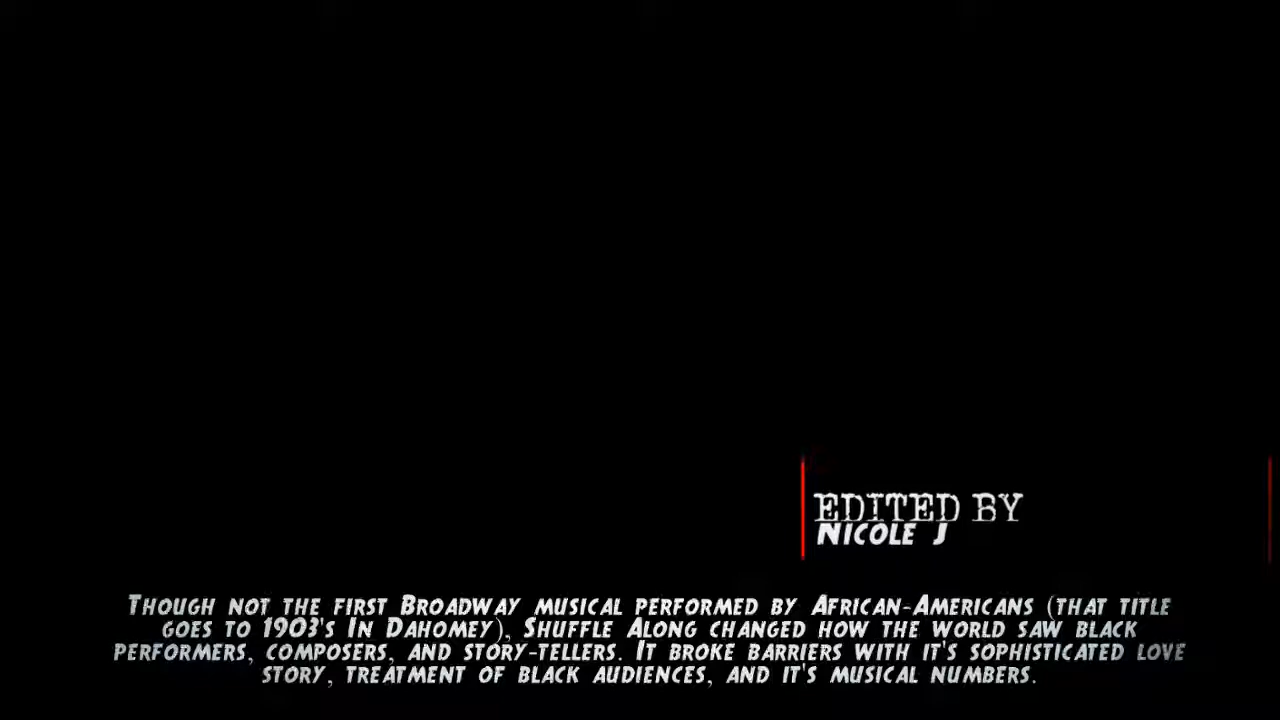 EDITED BY
NICOLE J
THOUGH NOT THE FIRST BROADWAY MUSICAL PERFORMED BY AFRICAN-AMERICANS (THAT TITLE
GOES TO 1903'S IN DAHOMEY), SHUFFLE ALONG CHANGED HOW THE WORLD SAW BLACK
PERFORMERS, COMPOSERS, AND STORY-TELLERS. IT BROKE BARRIERS WITH IT'S SOPHISTICATED LOVE
STORY, TREATMENT OF BLACK AUDIENCES, AND IT'S MUSICAL NUMBERS.